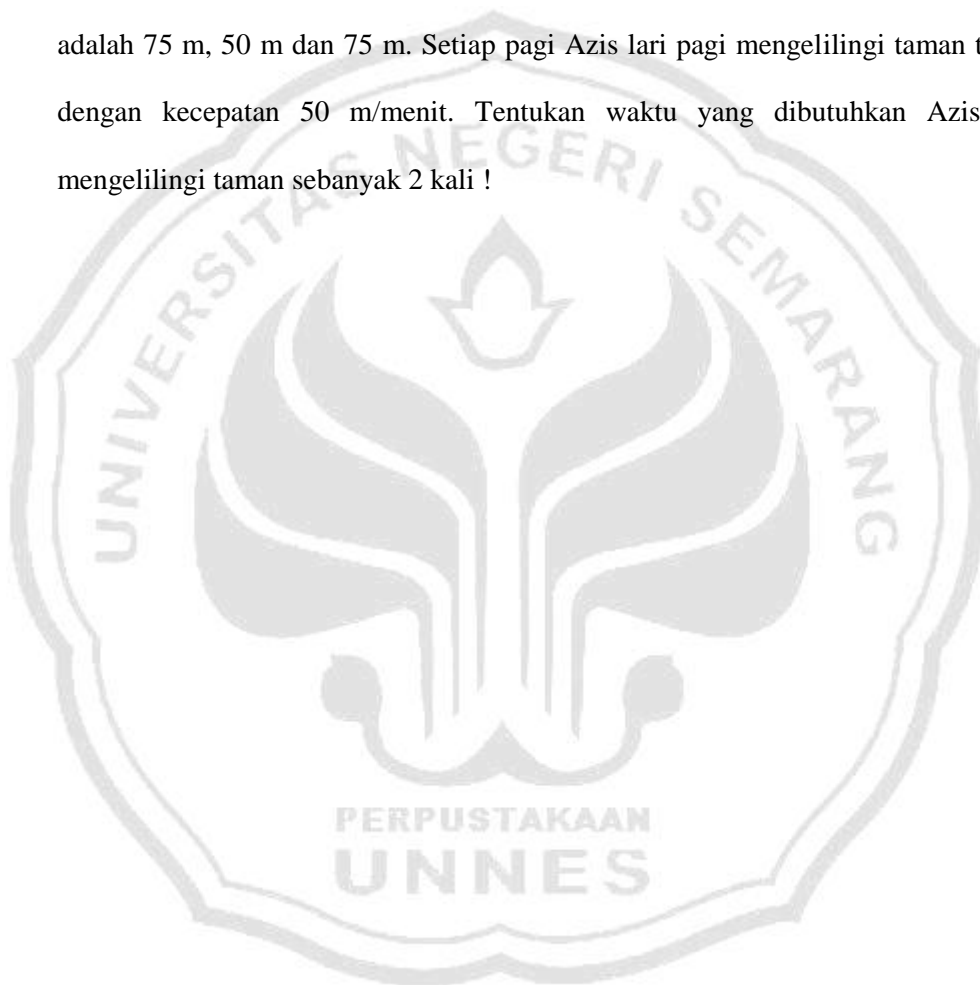 adalah 75 m, 50 m dan 75 m. Setiap pagi Azis lari pagi mengelilingi taman
dengan kecepatan 50 m/menit. Tentukan waktu yang dibutuhkan Azis
mengelilingi taman sebanyak 2 kali !
UNIVERSITAS NEGERI SEMARANG
PERPUSTAKAAN
UNNES